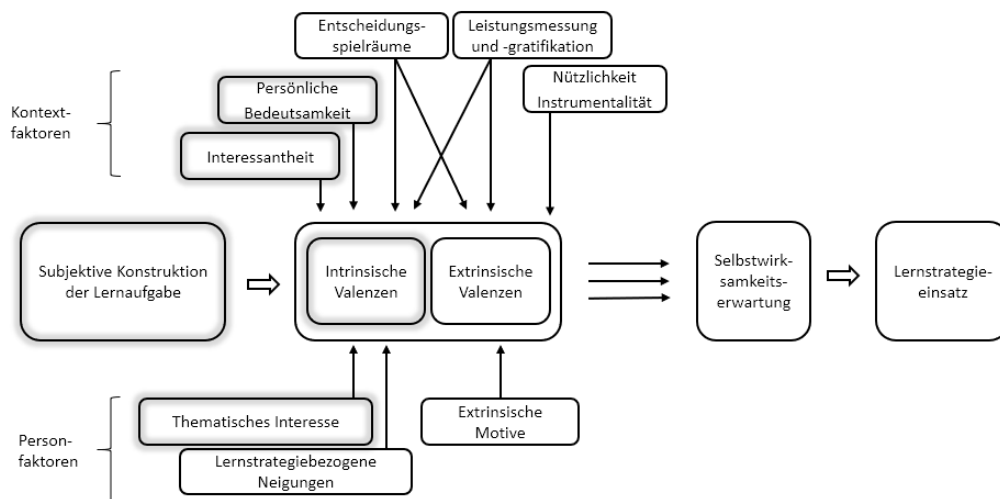 Entscheidungs-
spielräume
Leistungsmessung
und -gratifikation
Persönliche
Bedeutsamkeit
Nützlichkeit
Instrumentalität
Kontext-
faktoren
Interessantheit
Subjektive Konstruktion
der Lernaufgabe
Intrinsische
Valenzen
Extrinsische
Valenzen
Selbstwirk-
samkeits-
erwartung
Lernstrategie-
einsatz
Thematisches Interesse
Extrinsische
Motive
Person-
faktoren
Lernstrategiebezogene
Neigungen